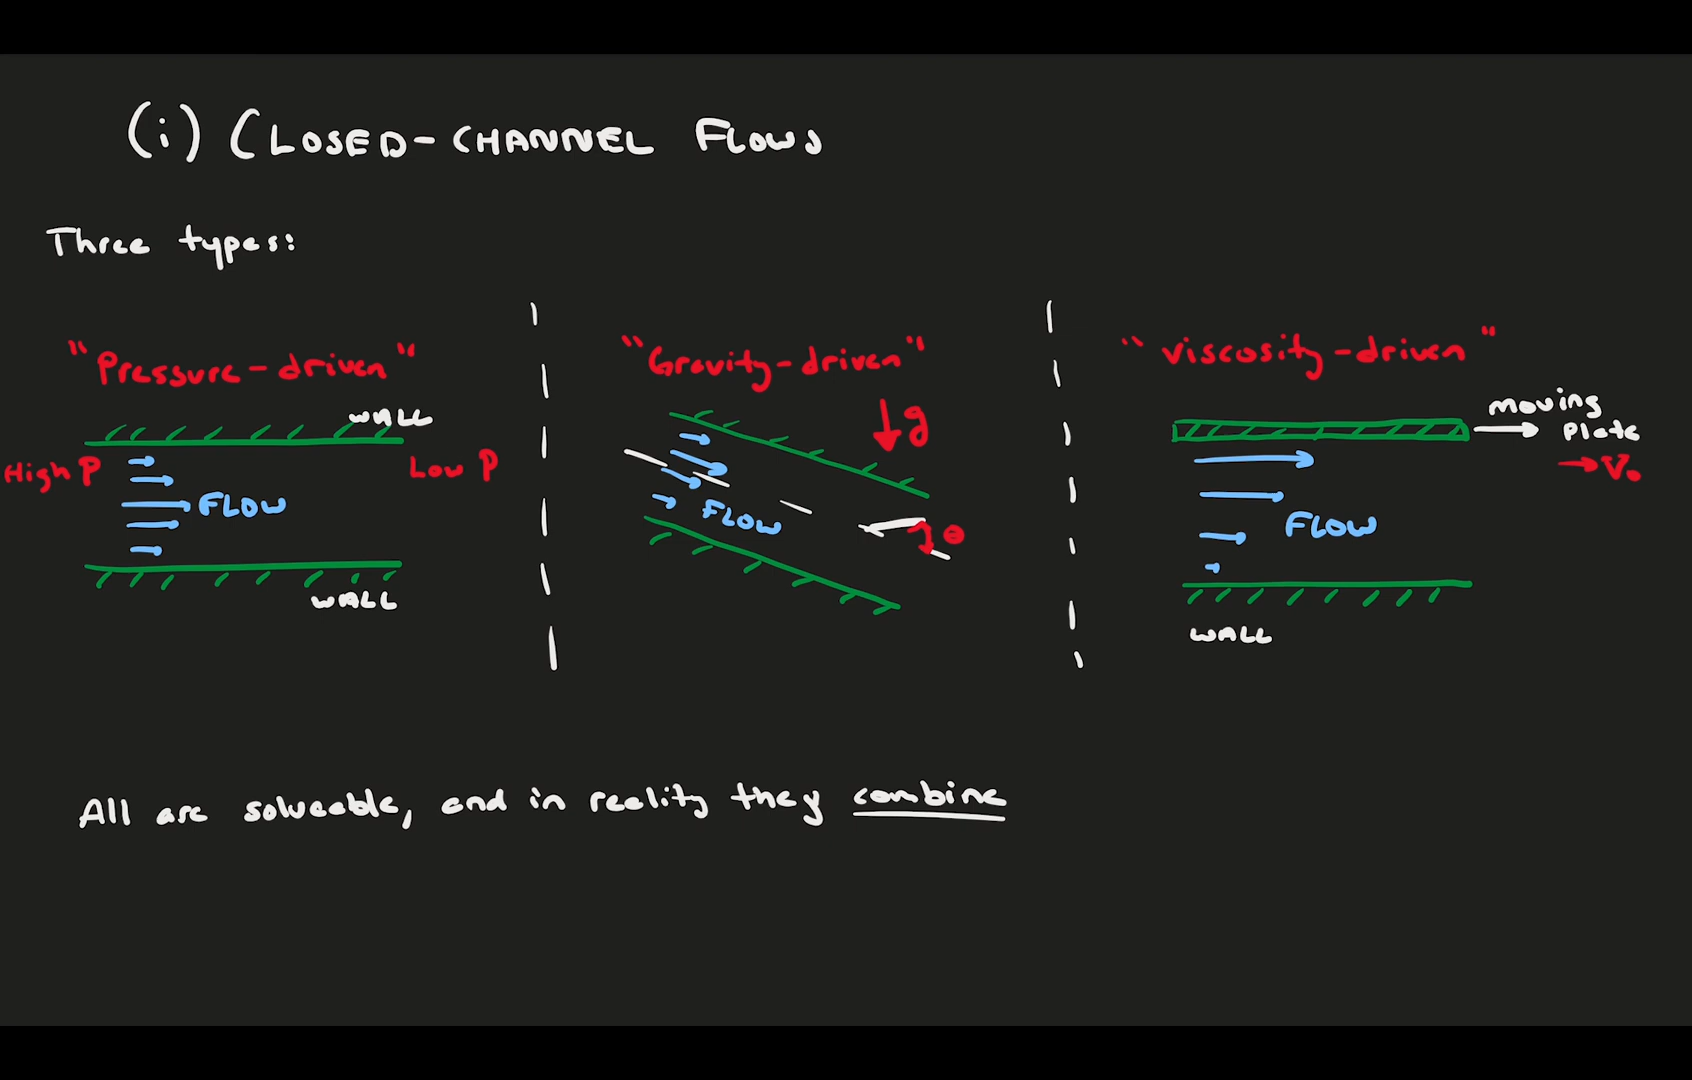 (i) CLOSED-CHANNEL FLOWS
Three types:
"Pressure-driven"
WALL
High P
Low P
FLOW
WALL
"Gravity-driven"
g
FLOW
θ
"Viscosity-driven"
moving
plate
V₀
FLOW
WALL
All are solveable, and in reality they combine